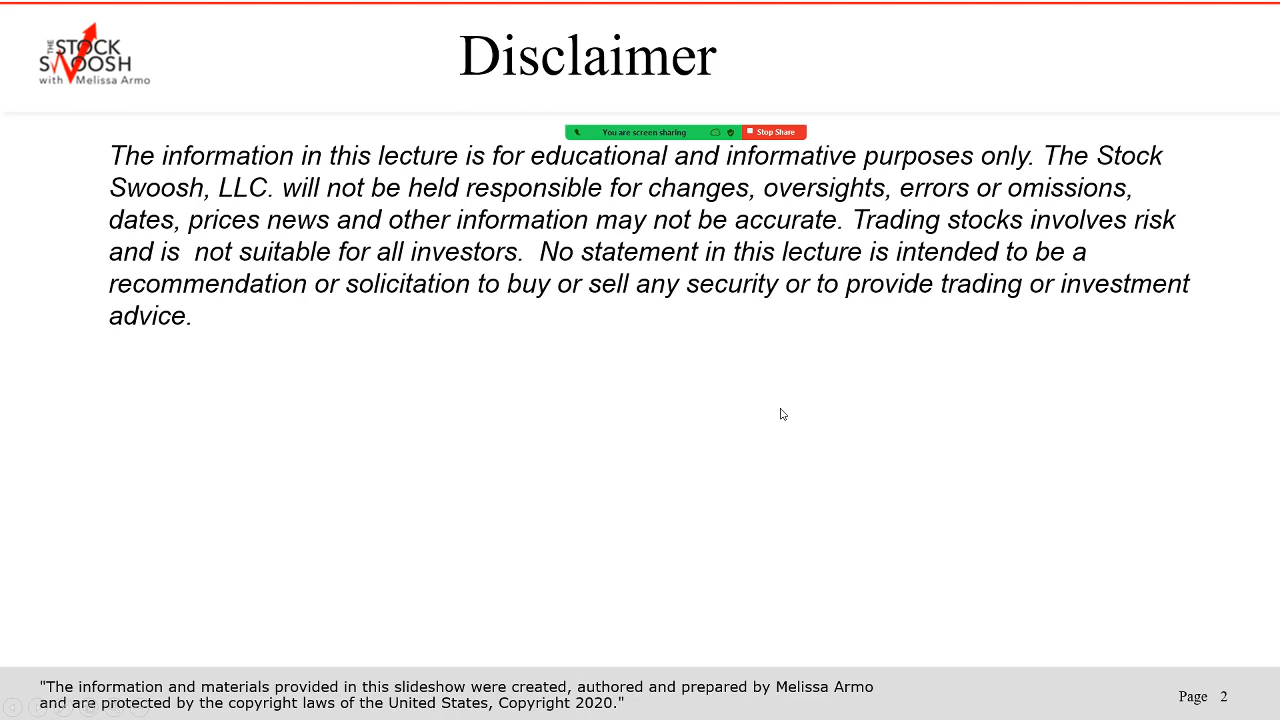 THE STOCK
SWOOSH
with Melissa Armo
Disclaimer
You are screen sharing Stop Share
The information in this lecture is for educational and informative purposes only. The Stock
Swoosh, LLC. will not be held responsible for changes, oversights, errors or omissions,
dates, prices news and other information may not be accurate. Trading stocks involves risk
and is  not suitable for all investors.  No statement in this lecture is intended to be a
recommendation or solicitation to buy or sell any security or to provide trading or investment
advice.
"The information and materials provided in this slideshow were created, authored and prepared by Melissa Armo
and are protected by the copyright laws of the United States, Copyright 2020."
Page 2